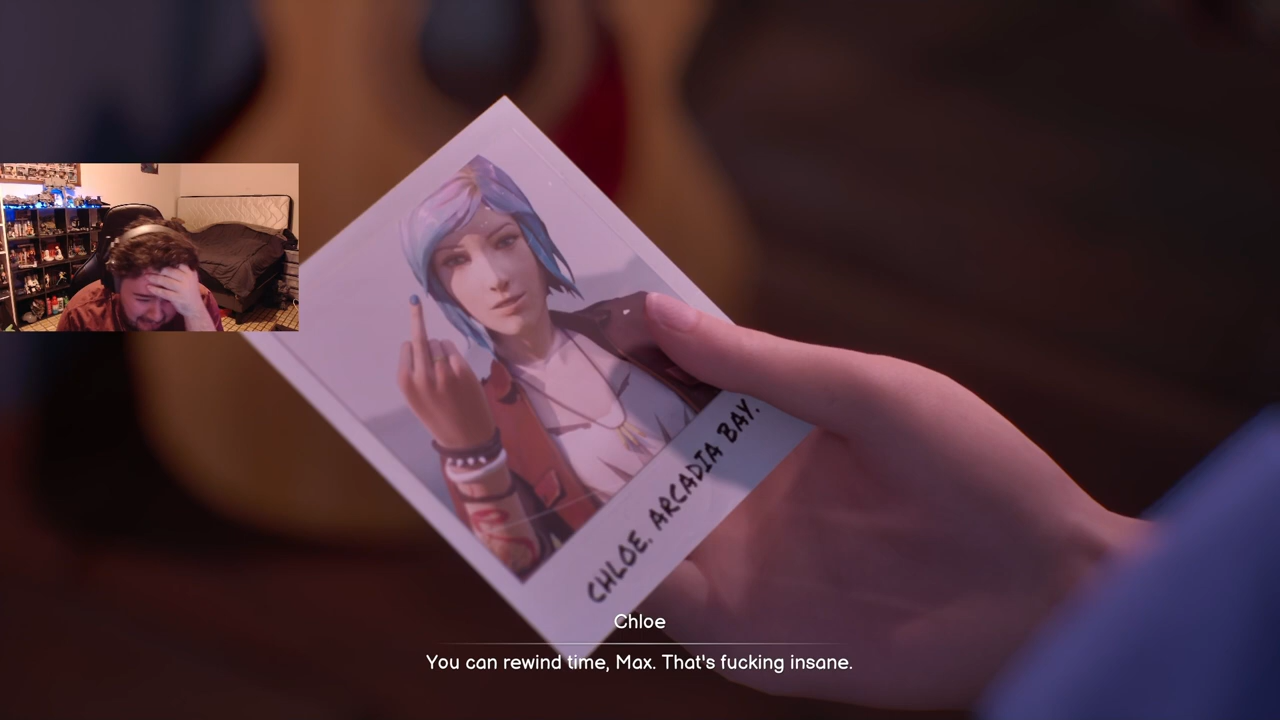 CHLOE. ARCADIA BAY.
Chloe
You can rewind time, Max. That's fucking insane.